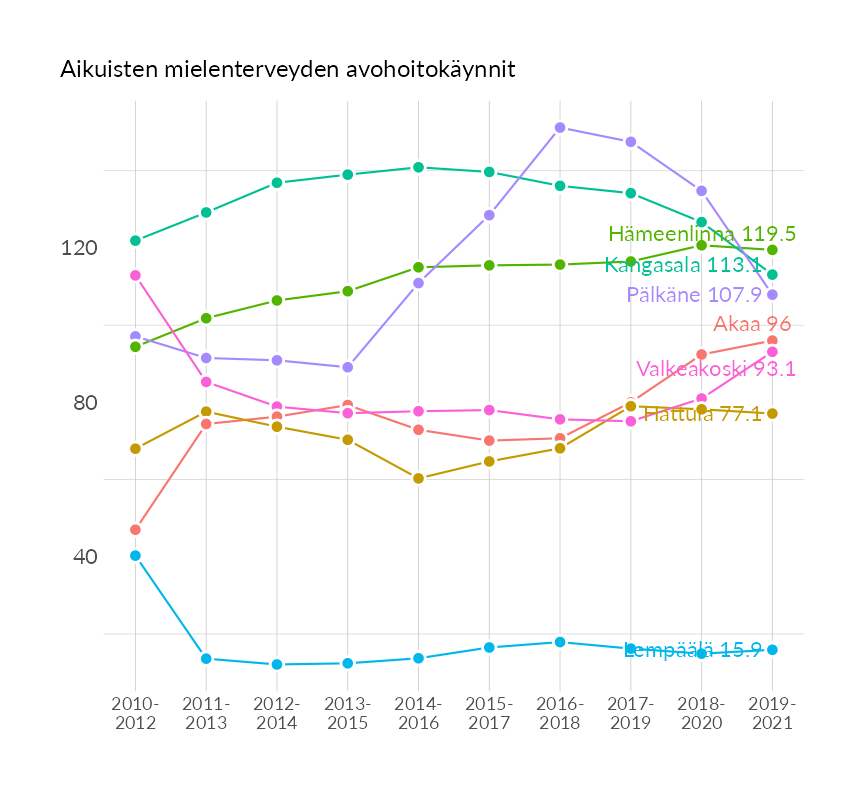 Aikuisten mielenterveyden avohoitokäynnit
120
80
40
Hämeenlinna 119.5
Kangasala 113.1
Pälkäne 107.9
Akaa 96
Valkeakoski 93.1
Hattula 77.1
Lempäälä 15.9
2010-
2012
2011-
2013
2012-
2014
2013-
2015
2014-
2016
2015-
2017
2016-
2018
2017-
2019
2018-
2020
2019-
2021